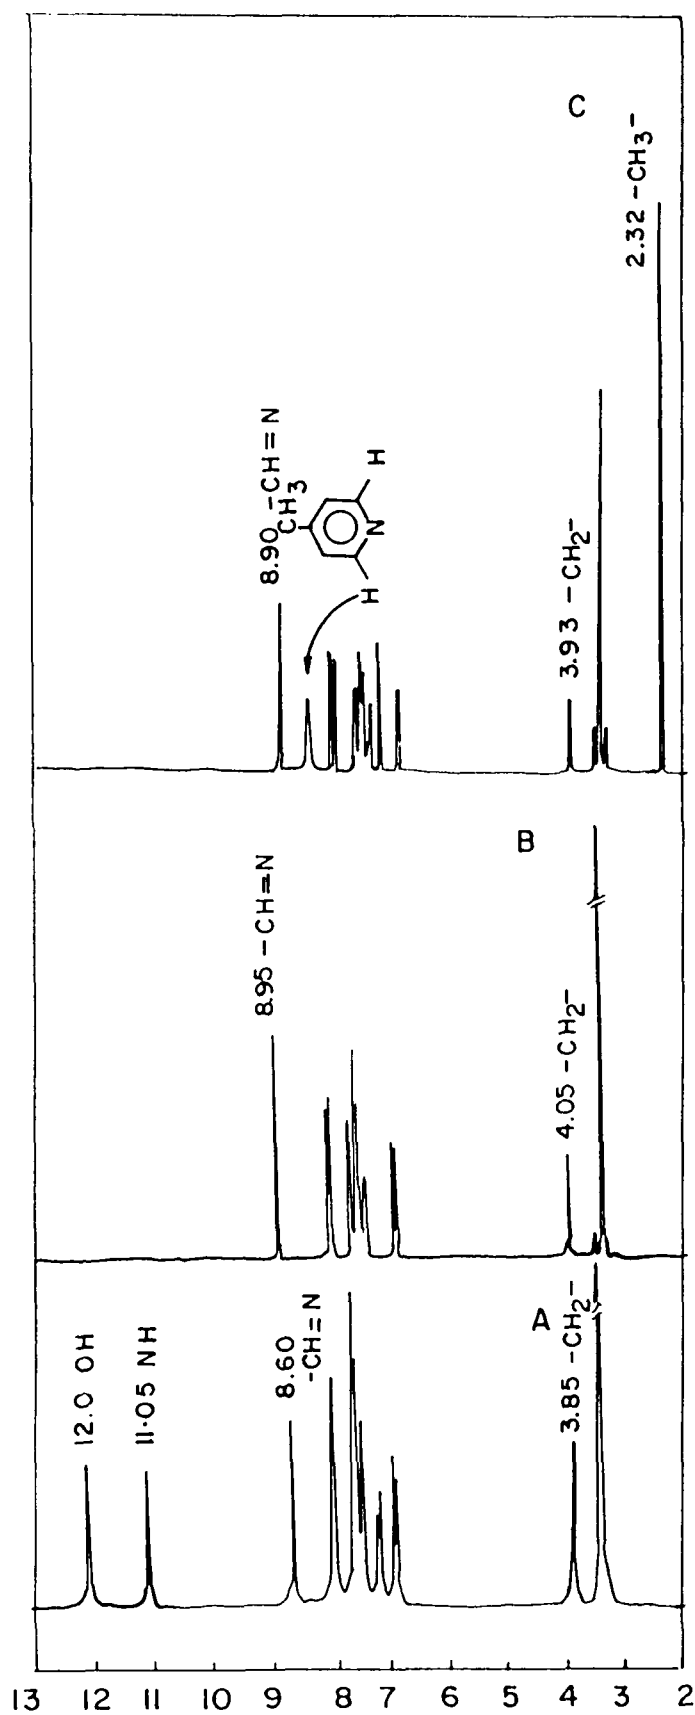 C
2.32 -CH3-
8.90 -CH=N
CH3
H
N
H
3.93 -CH2-
B
8.95 -CH=N
4.05 -CH2-
A
12.0 OH
11.05 NH
8.60
-CH=N
3.85 -CH2-
13 12 11 10 9 8 7 6 5 4 3 2